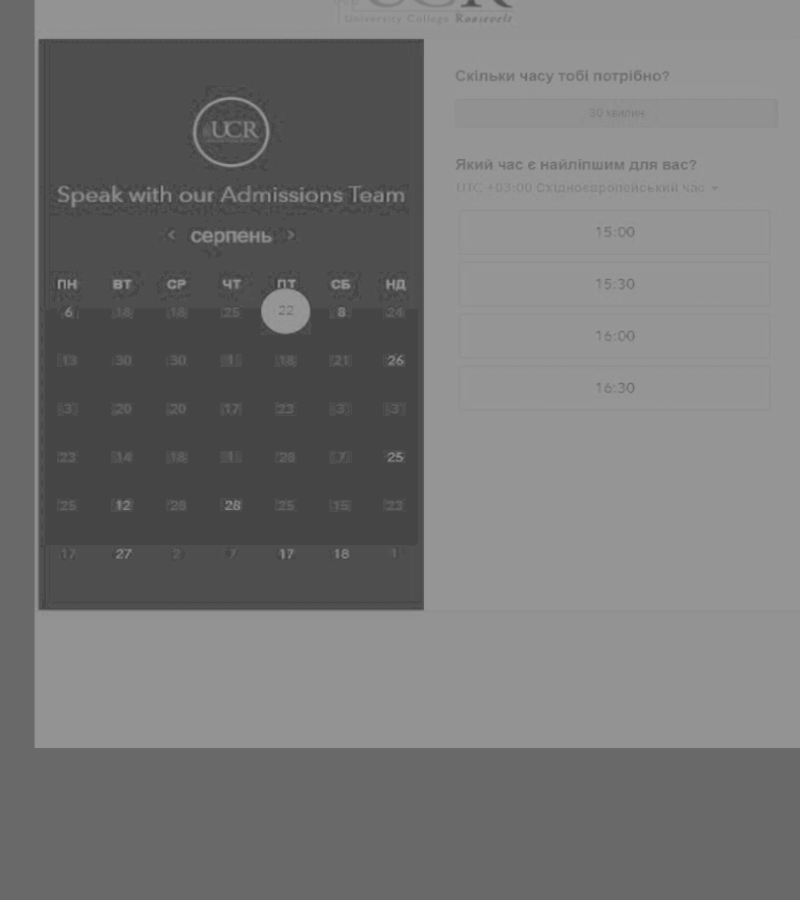 University College Roosevelt
UCR
Speak with our Admissions Team
< серпень >
ПН ВТ СР ЧТ ПТ СБ НД
6 18 18 25 22 8 24
13 30 30 1 18 21 26
3 20 20 17 23 3 3
23 14 18 1 28 7 25
25 12 28 28 25 15 23
17 27 2 7 17 18 1
Скільки часу тобі потрібно?
30 хвилин
Який час є найліпшим для вас?
UTC +03:00 Східноєвропейський час
15:00
15:30
16:00
16:30